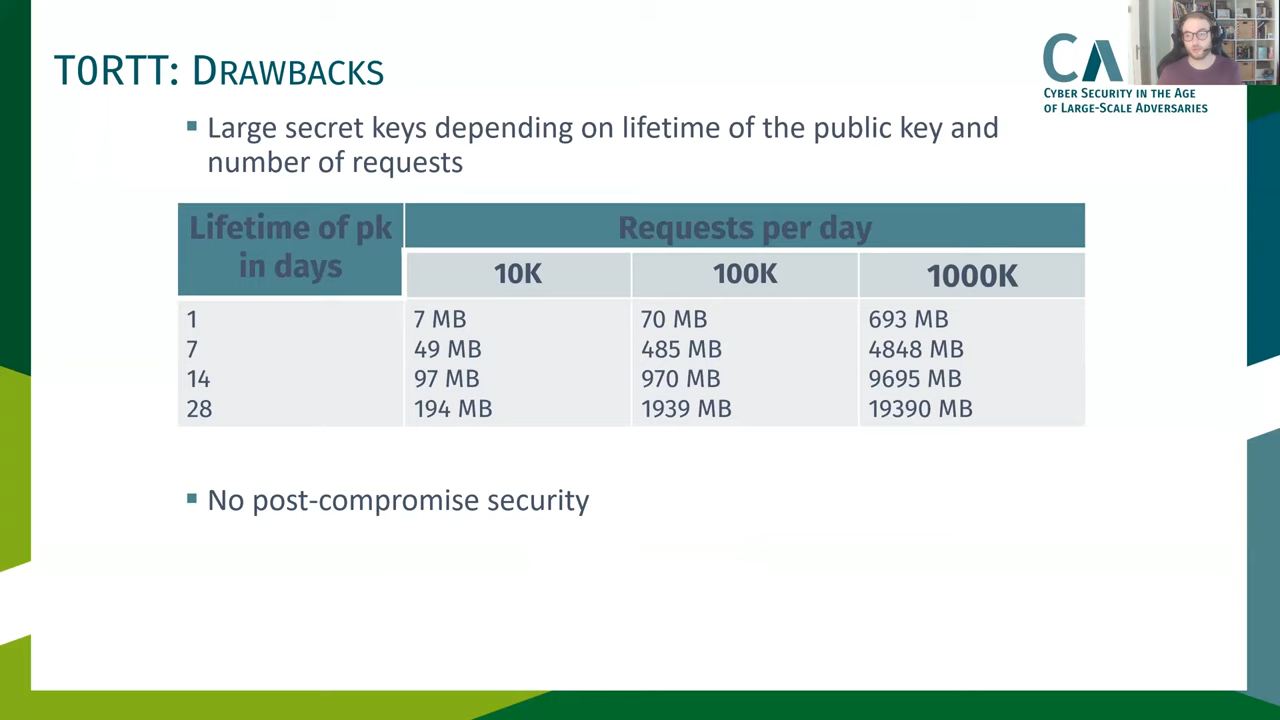 T0RTT: DRAWBACKS
CA
CYBER SECURITY IN THE AGE
OF LARGE-SCALE ADVERSARIES
▪ Large secret keys depending on lifetime of the public key and
number of requests
Lifetime of pk
in days
Requests per day
10K 100K 1000K
1 7 MB 70 MB 693 MB
7 49 MB 485 MB 4848 MB
14 97 MB 970 MB 9695 MB
28 194 MB 1939 MB 19390 MB
▪ No post-compromise security